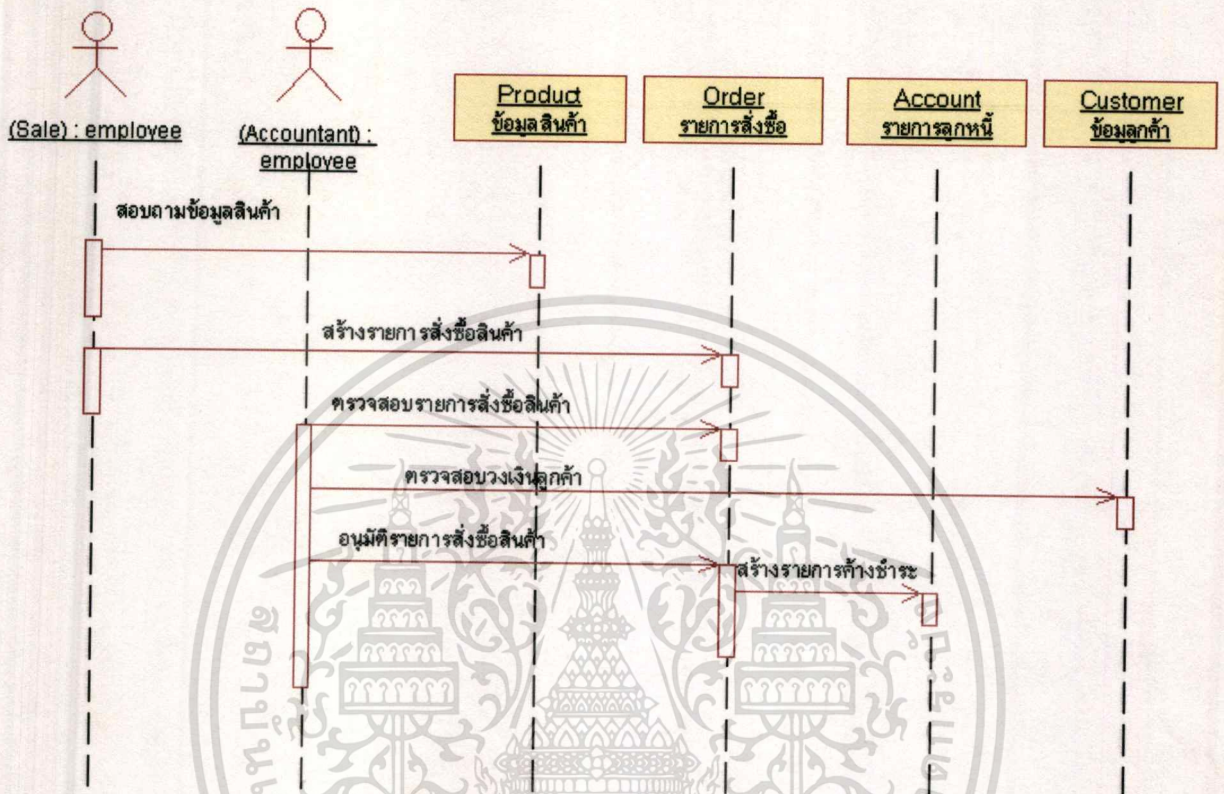 (Sale) : employee
(Accountant) :
employee
Product
ข้อมูลสินค้า
Order
รายการสั่งซื้อ
Account
รายการลูกหนี้
Customer
ข้อมูลูกค้า
สอบถามข้อมูลสินค้า
สร้างรายการสั่งซื้อสินค้า
ตรวจสอบรายการสั่งซื้อสินค้า
ตรวจสอบวงเงินลูกค้า
อนุมัติรายการสั่งซื้อสินค้า
สร้างรายการค้างชำระ